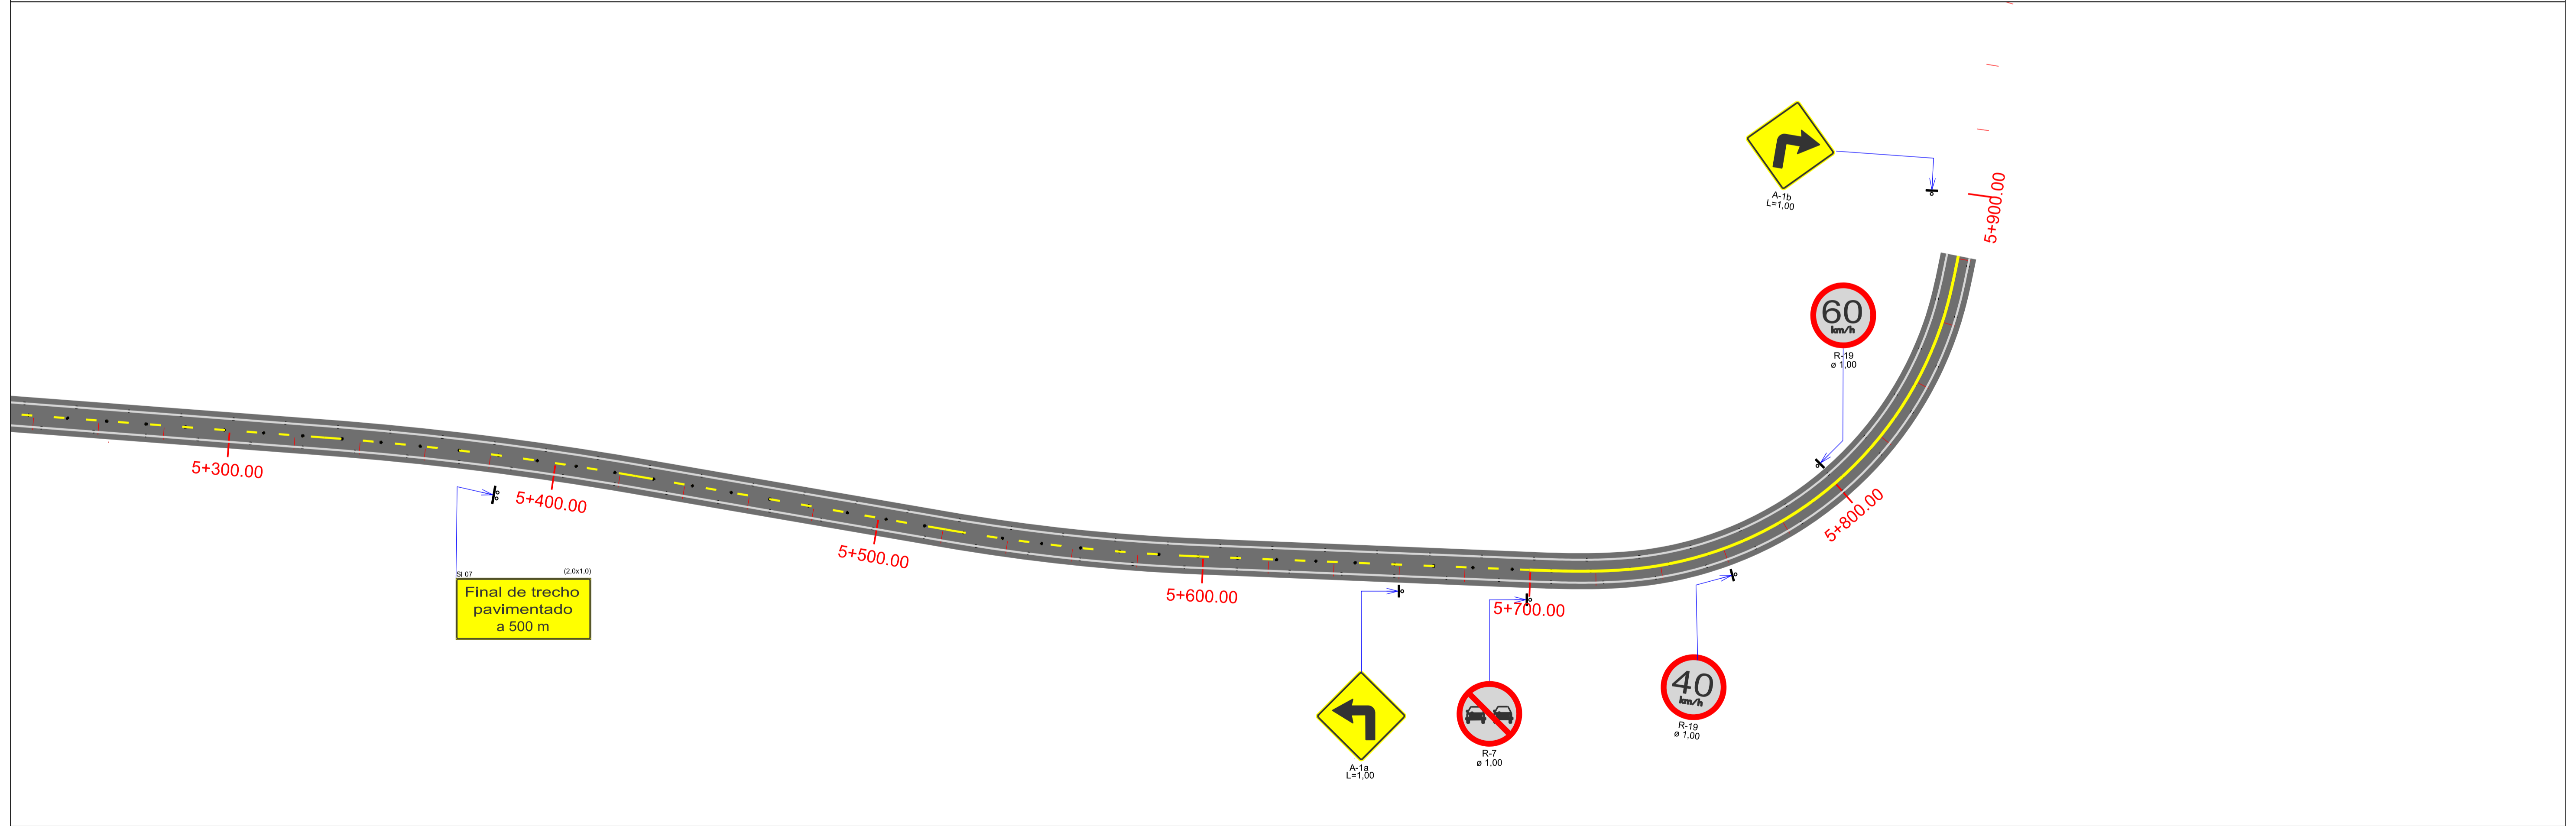 A-1b
L=1,00
5+900.00
60
km/h
R-19
ø 1,00
5+300.00
5+400.00
5+500.00
5+600.00
5+700.00
5+800.00
SI 07
(2,0x1,0)
Final de trecho
pavimentado
a 500 m
A-1a
L=1,00
R-7
ø 1,00
40
km/h
R-19
ø 1,00